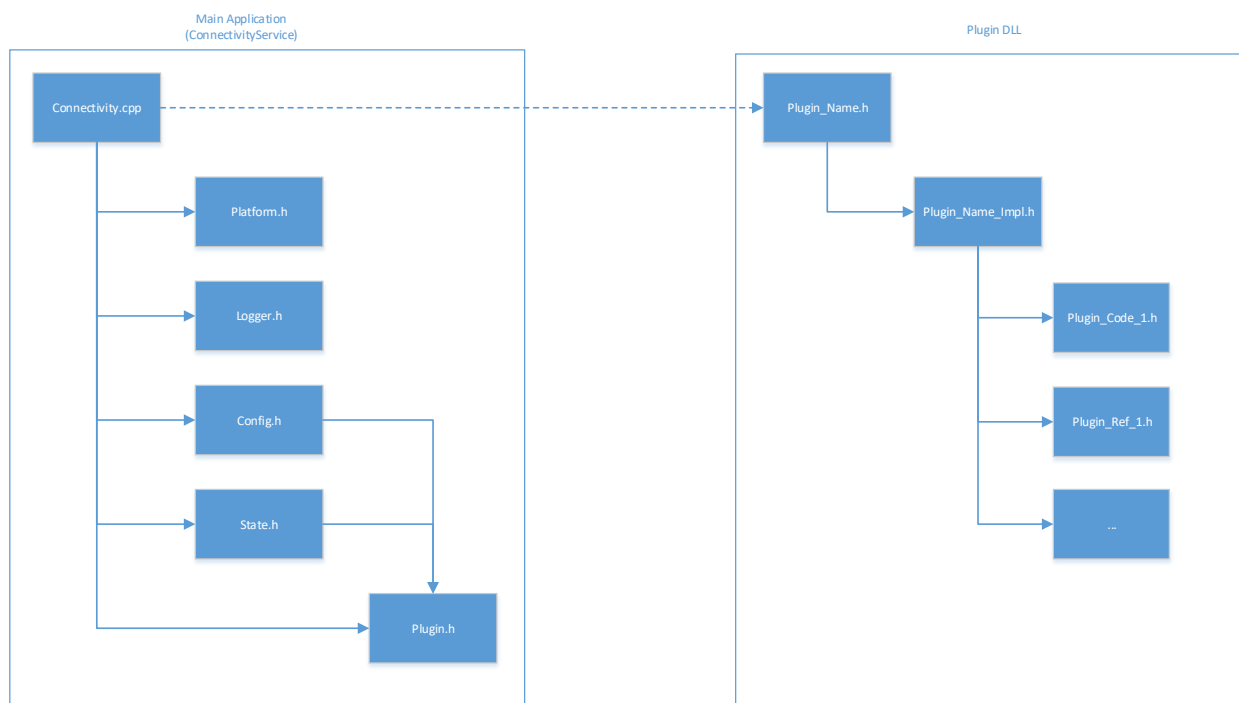 Main Application
(ConnectivityService)
Plugin DLL
Connectivity.cpp
Plugin_Name.h
Platform.h
Plugin_Name_Impl.h
Logger.h
Plugin_Code_1.h
Config.h
Plugin_Ref_1.h
State.h
...
Plugin.h